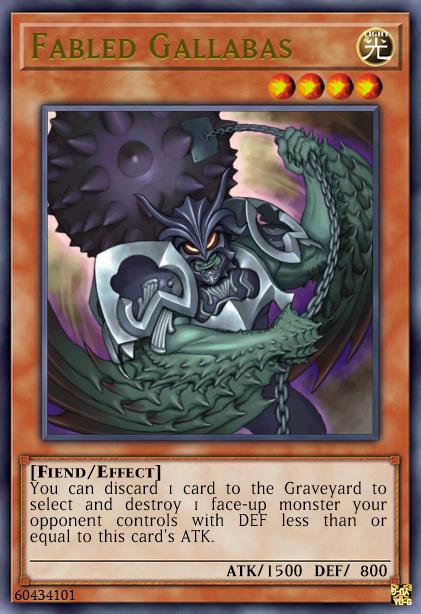 Fabled Gallabas
LIGHT
光
[Fiend/Effect]
You can discard 1 card to the Graveyard to
select and destroy 1 face-up monster your
opponent controls with DEF less than or
equal to this card's ATK.
ATK/1500 DEF/ 800
60434101